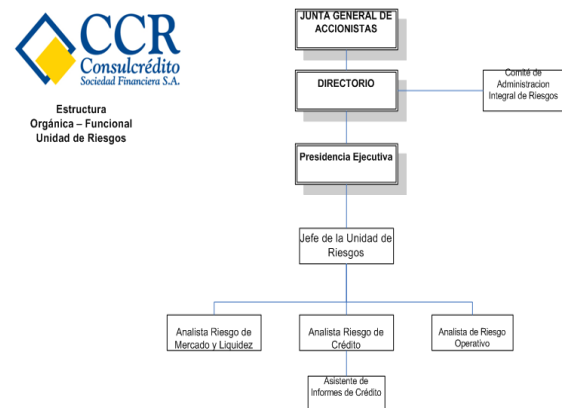 CCR
Consulcrédito
Sociedad Financiera S.A.
Estructura
Orgánica – Funcional
Unidad de Riesgos
JUNTA GENERAL DE
ACCIONISTAS
DIRECTORIO
Comité de
Administracion
Integral de Riesgos
Presidencia Ejecutiva
Jefe de la Unidad de
Riesgos
Analista Riesgo de
Mercado y Liquidez
Analista Riesgo de
Crédito
Analista de Riesgo
Operativo
Asistente de
Informes de Crédito